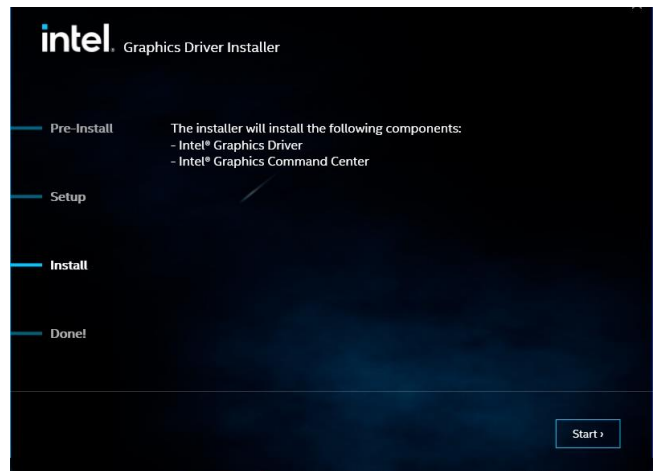 intel. Graphics Driver Installer
Pre-Install
The installer will install the following components:
- Intel® Graphics Driver
- Intel® Graphics Command Center
Setup
Install
Done!
Start ›